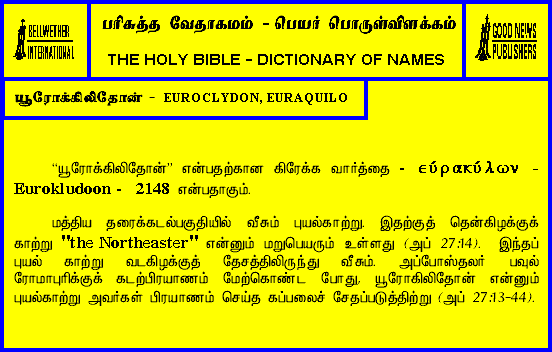 BELLWETHER
INTERNATIONAL
பரிசுத்த வேதாகமம் - பெயர் பொருள்விளக்கம்
THE HOLY BIBLE - DICTIONARY OF NAMES
GOOD NEWS
PUBLISHERS
யூரோக்கிலிதோன் - EUROCLYDON, EURAQUILO
“யூரோக்கிலிதோன்” என்பதற்கான கிரேக்க வார்த்தை - εύρακύλων -
Eurokludoon - 2148 என்பதாகும்.
மத்திய தரைக்கடல்பகுதியில் வீசும் புயல்காற்று. இதற்குத் தென்கிழக்குக்
காற்று "the Northeaster" என்னும் மறுபெயரும் உள்ளது (அப் 27:14). இந்தப்
புயல் காற்று வடகிழக்குத் தேசத்திலிருந்து வீசும். அப்போஸ்தலர் பவுல்
ரோமாபுரிக்குக் கடற்பிரயாணம் மேற்கொண்ட போது, யூரோகிலிதோன் என்னும்
புயல்காற்று அவர்கள் பிரயாணம் செய்த கப்பலைச் சேதப்படுத்திற்று (அப் 27:13-44).